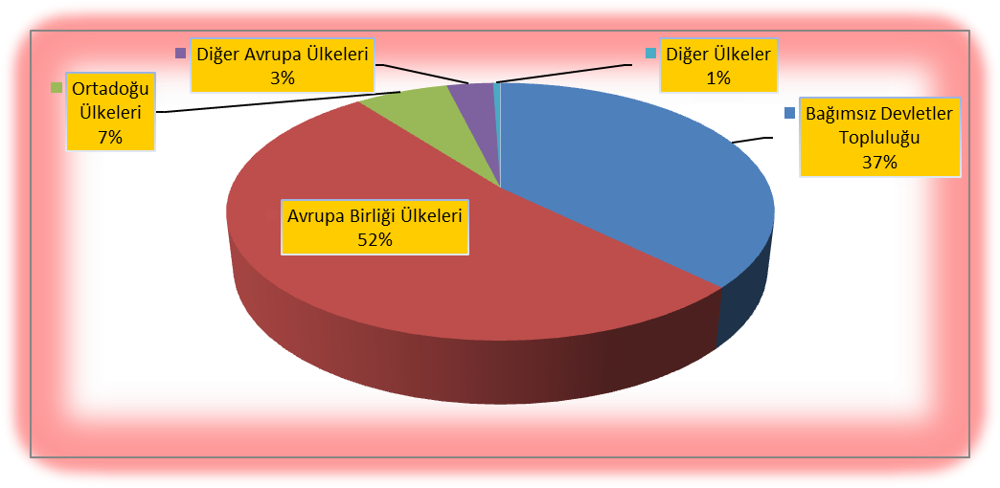 Diğer Avrupa Ülkeleri
3%
Diğer Ülkeler
1%
Ortadoğu
Ülkeleri
7%
Bağımsız Devletler
Topluluğu
37%
Avrupa Birliği Ülkeleri
52%